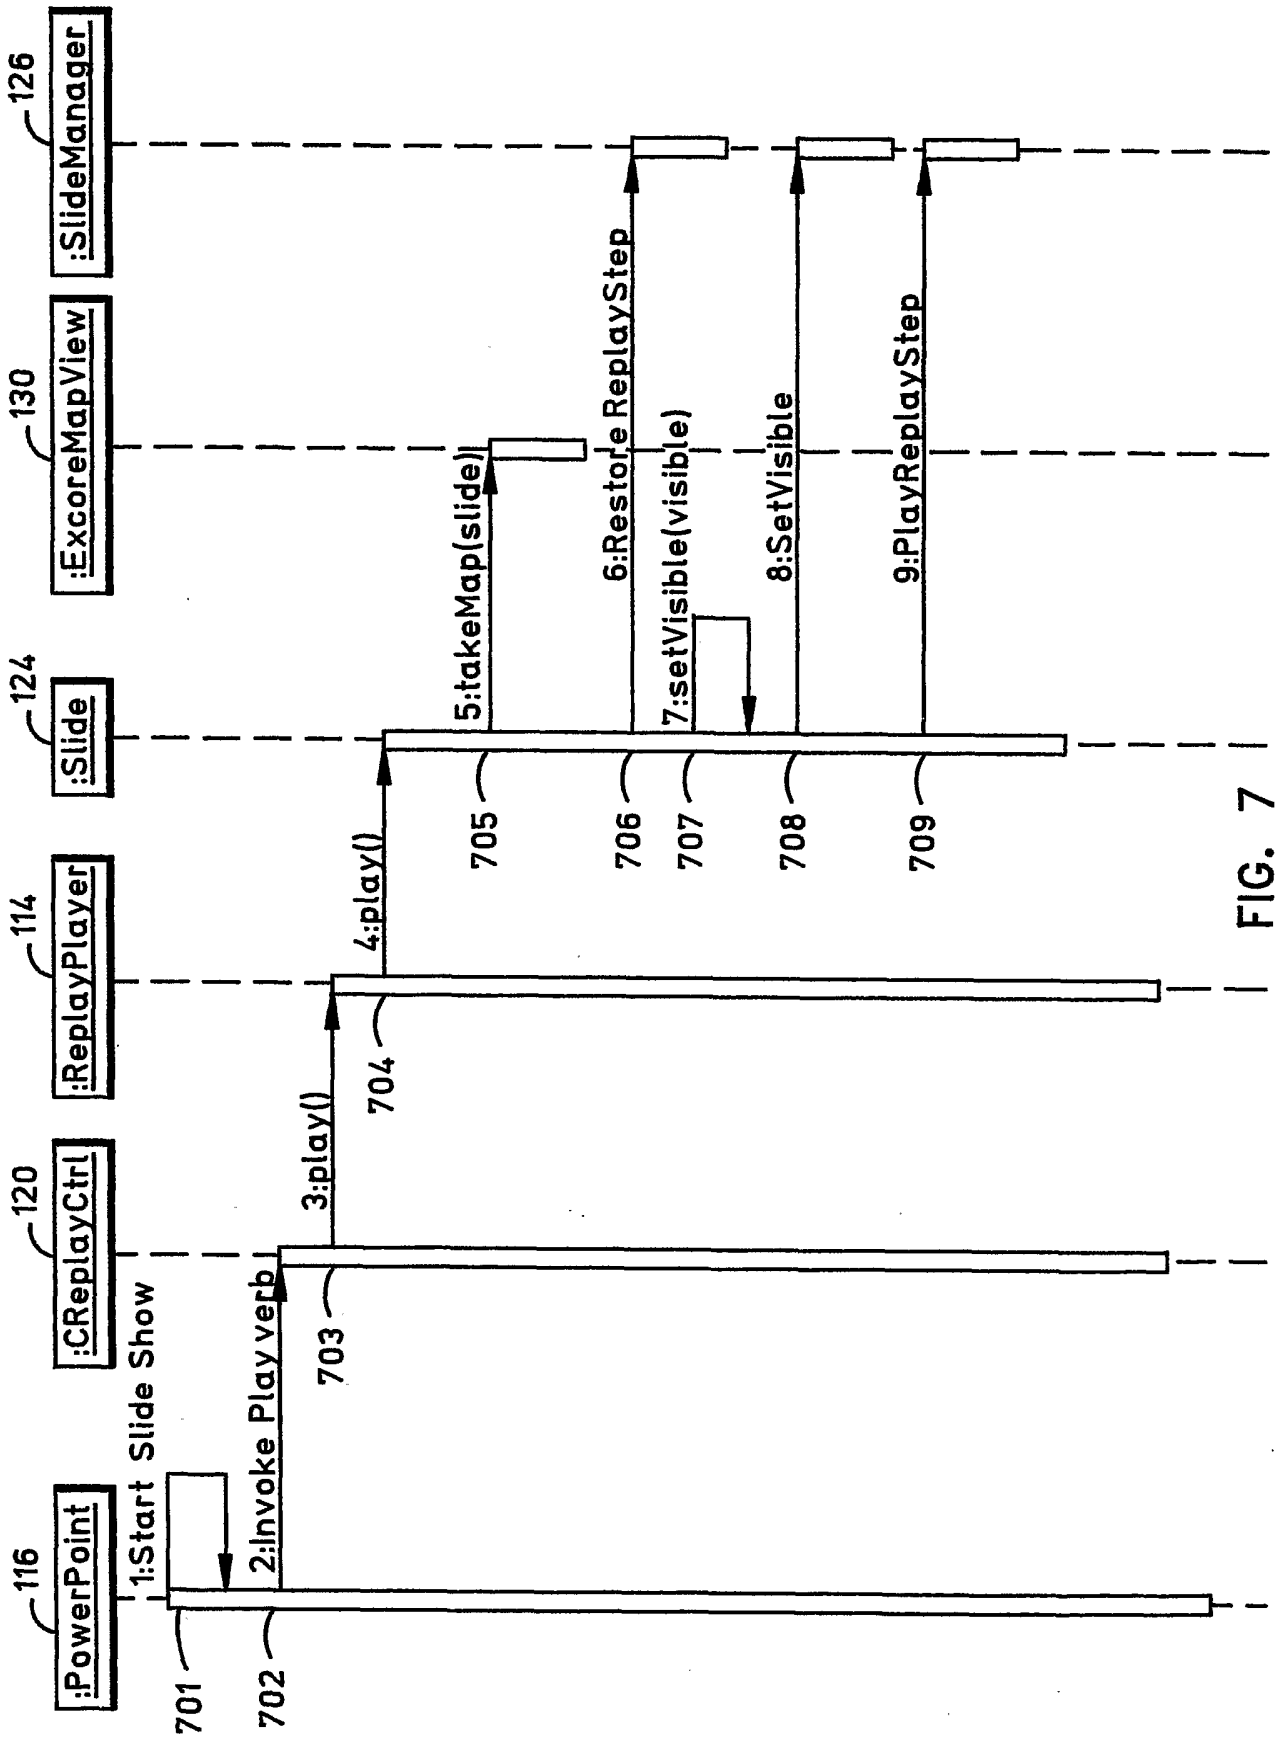 116
:PowerPoint
120
:CReplayCtrl
114
:ReplayPlayer
124
:Slide
130
:ExcoreMapView
126
:SlideManager
1:Start Slide Show
701
2:Invoke Play verb
702
3:play()
703
4:play()
704
5:takeMap(slide)
705
6:Restore ReplayStep
706
7:setVisible(visible)
707
8:SetVisible
708
9:PlayReplayStep
709
FIG. 7